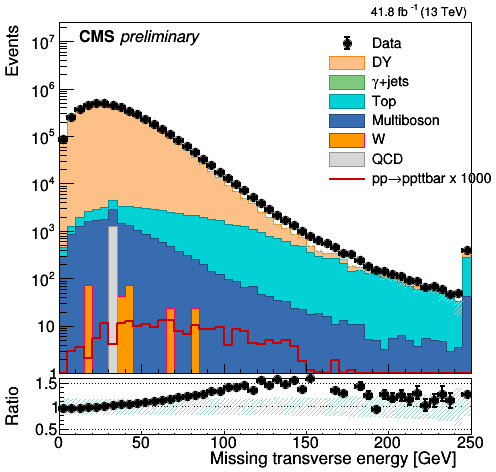 41.8 fb⁻¹ (13 TeV)
CMS preliminary
Events
10⁷
10⁶
10⁵
10⁴
10³
10²
10
1
Data
DY
γ+jets
Top
Multiboson
W
QCD
pp→ppttbar x 1000
Ratio
1.5
1
0.5
0 50 100 150 200 250
Missing transverse energy [GeV]